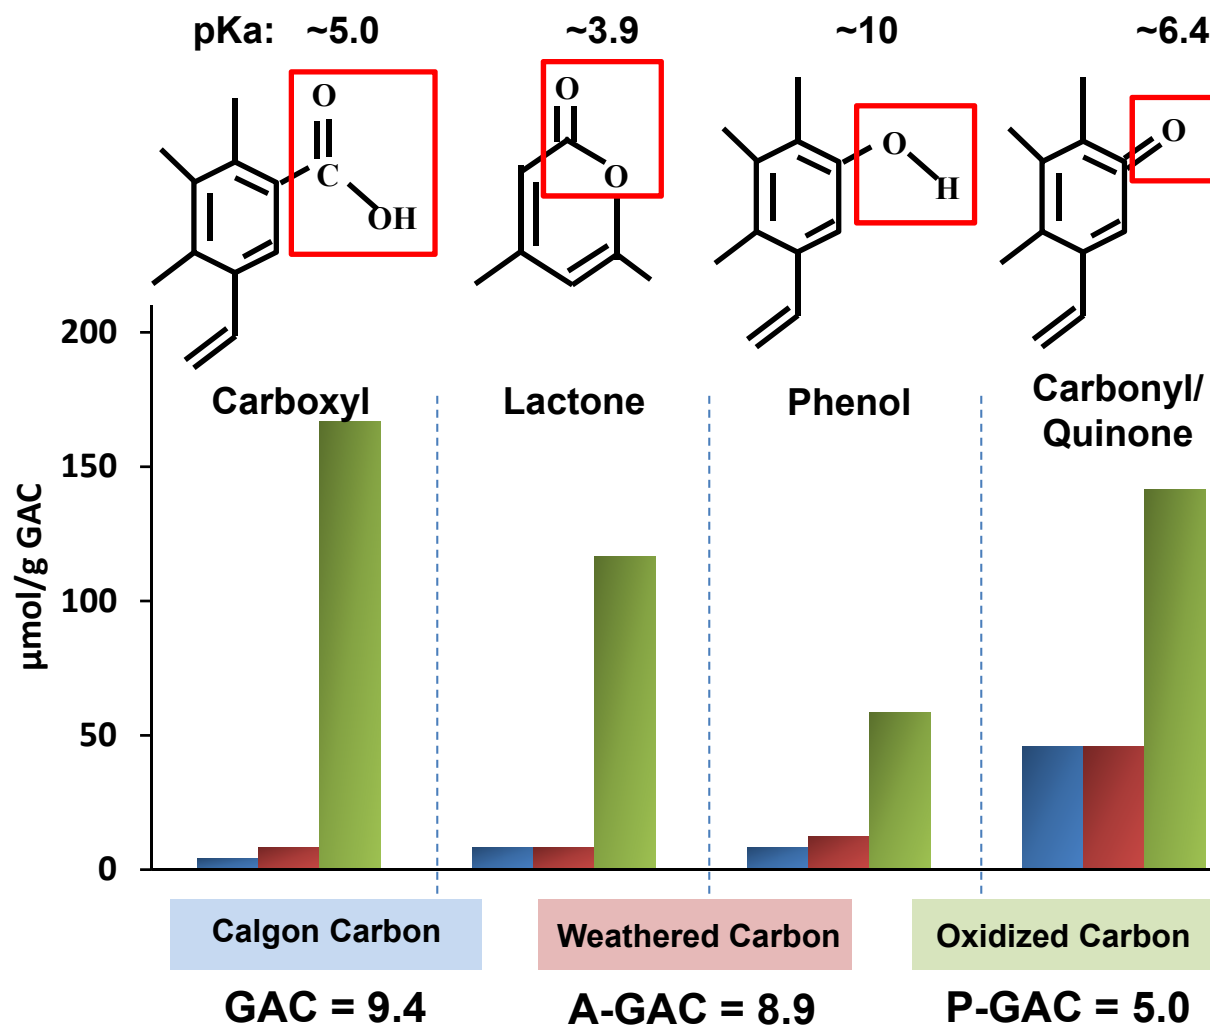 pKa: ~5.0 ~3.9 ~10 ~6.4
O O
C OH
O O
O H
O
200
150
100
50
0
µmol/g GAC
Carboxyl
Lactone
Phenol
Carbonyl/
Quinone
Calgon Carbon
Weathered Carbon
Oxidized Carbon
GAC = 9.4
A-GAC = 8.9
P-GAC = 5.0